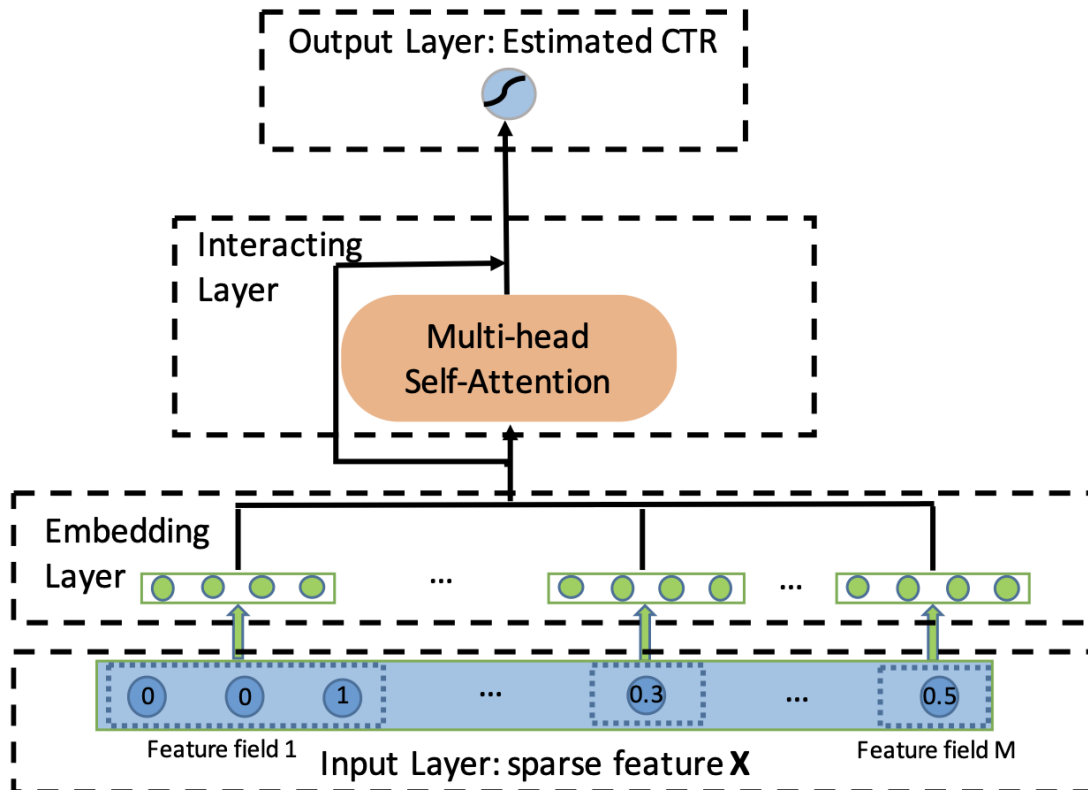 Output Layer: Estimated CTR
Interacting
Layer
Multi-head
Self-Attention
Embedding
Layer
... ...
0 0 1 ... 0.3 ... 0.5
Feature field 1 Feature field M
Input Layer: sparse feature X